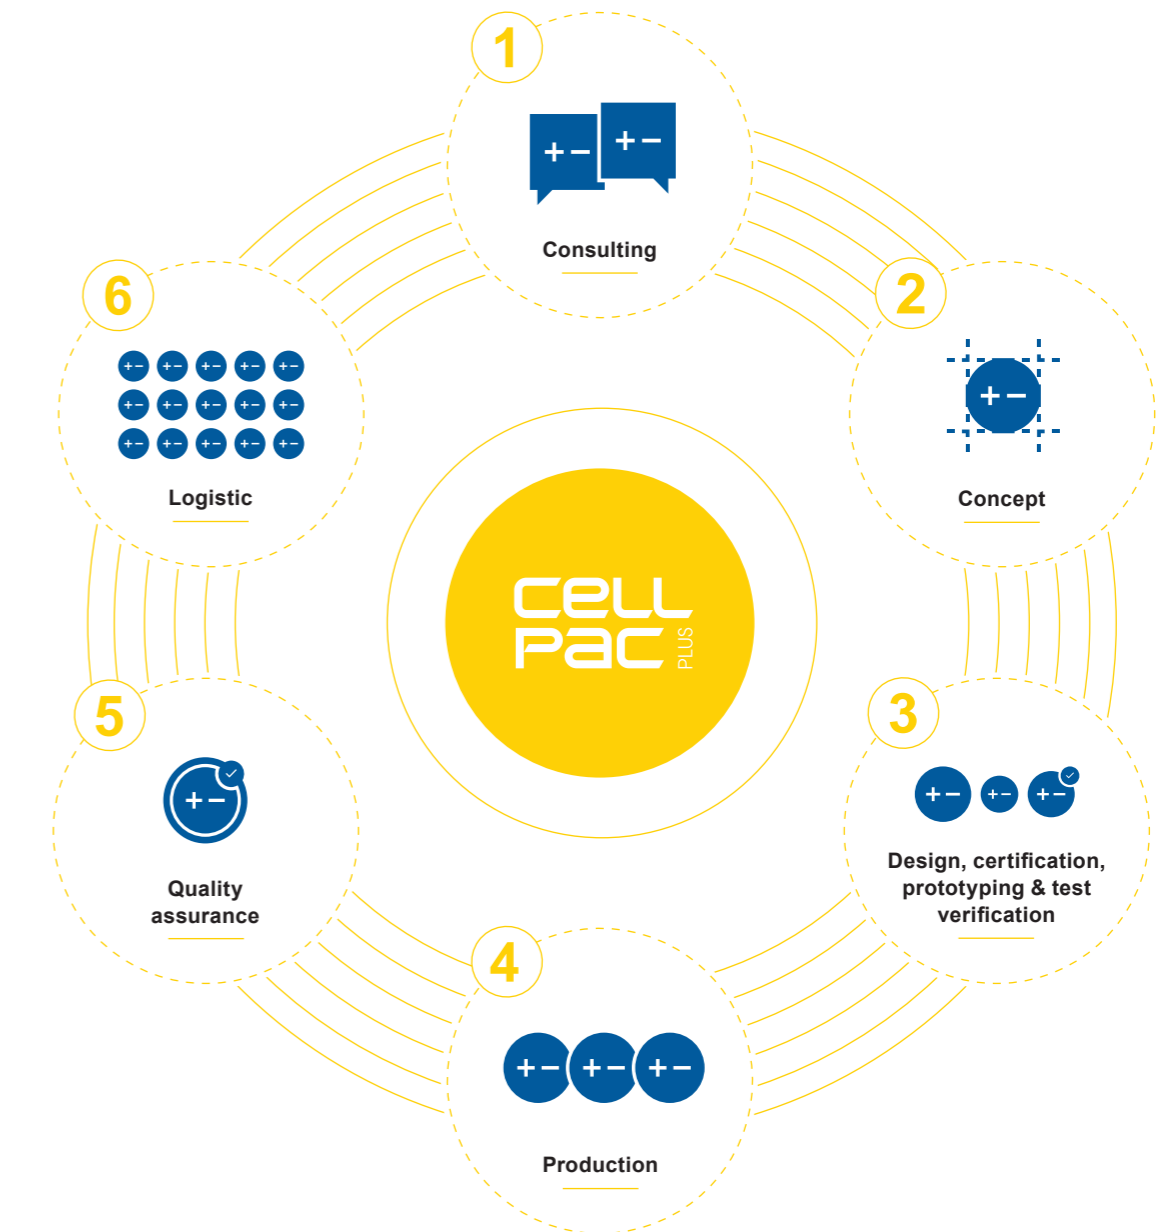 1
Consulting
2
Concept
3
Design, certification,
prototyping & test
verification
4
Production
5
Quality
assurance
6
Logistic
CELL
PAC PLUS